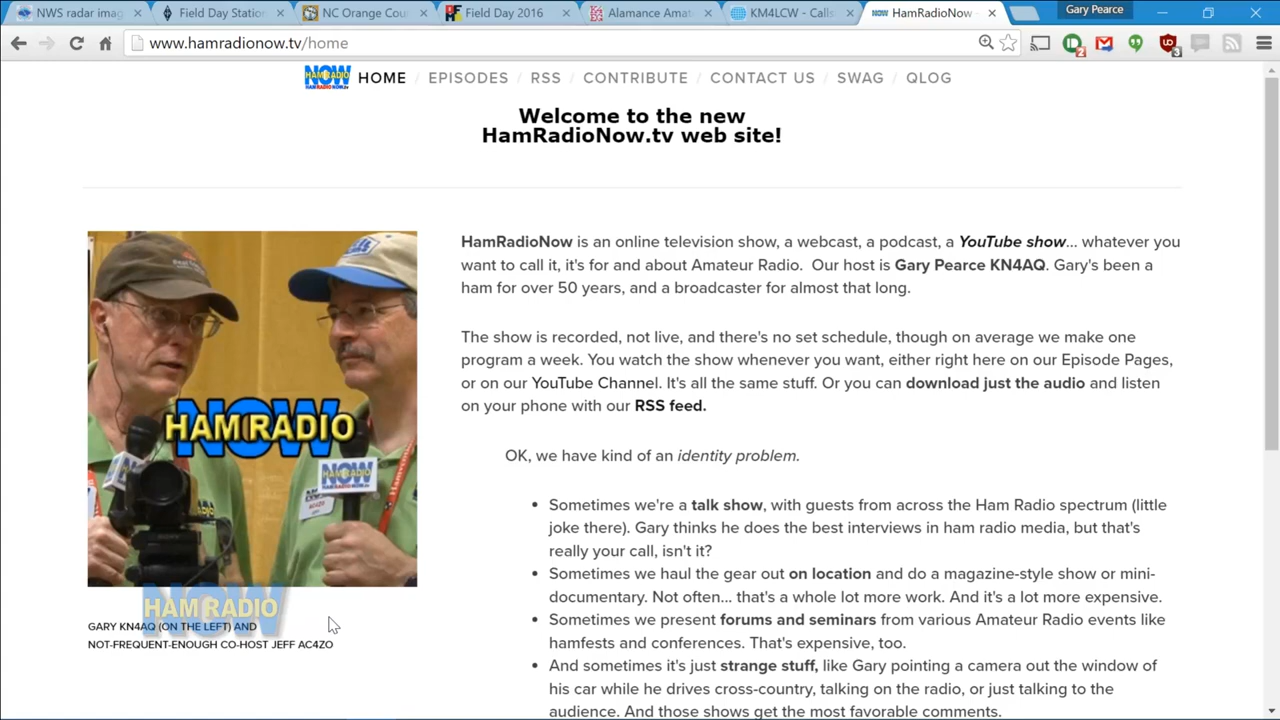 NWS radar imag
Field Day Statio
NC Orange Cou
Field Day 2016
Alamance Amat
KM4LCW - Calls
NOW
HamRadioNow
Gary Pearce
www.hamradionow.tv/home
2
3
NOW
HAM RADIO
HAMRADIONOW.tv
HOME / EPISODES / RSS / CONTRIBUTE / CONTACT US / SWAG / QLOG
Welcome to the new
HamRadioNow.tv web site!
HamRadioNow is an online television show, a webcast, a podcast, a YouTube show... whatever you
want to call it, it's for and about Amateur Radio. Our host is Gary Pearce KN4AQ. Gary's been a
ham for over 50 years, and a broadcaster for almost that long.
The show is recorded, not live, and there's no set schedule, though on average we make one
program a week. You watch the show whenever you want, either right here on our Episode Pages,
or on our YouTube Channel. It's all the same stuff. Or you can download just the audio and listen
on your phone with our RSS feed.
OK, we have kind of an identity problem.
• Sometimes we're a talk show, with guests from across the Ham Radio spectrum (little
joke there). Gary thinks he does the best interviews in ham radio media, but that's
really your call, isn't it?
• Sometimes we haul the gear out on location and do a magazine-style show or mini-
documentary. Not often... that's a whole lot more work. And it's a lot more expensive.
• Sometimes we present forums and seminars from various Amateur Radio events like
hamfests and conferences. That's expensive, too.
• And sometimes it's just strange stuff, like Gary pointing a camera out the window of
his car while he drives cross-country, talking on the radio, or just talking to the
audience. And those shows get the most favorable comments.
NOW
HAM RADIO
NOW
HAM RADIO
SONY
NOW
HAM RADIO
GARY KN4AQ (ON THE LEFT) AND
NOT-FREQUENT-ENOUGH CO-HOST JEFF AC4ZO